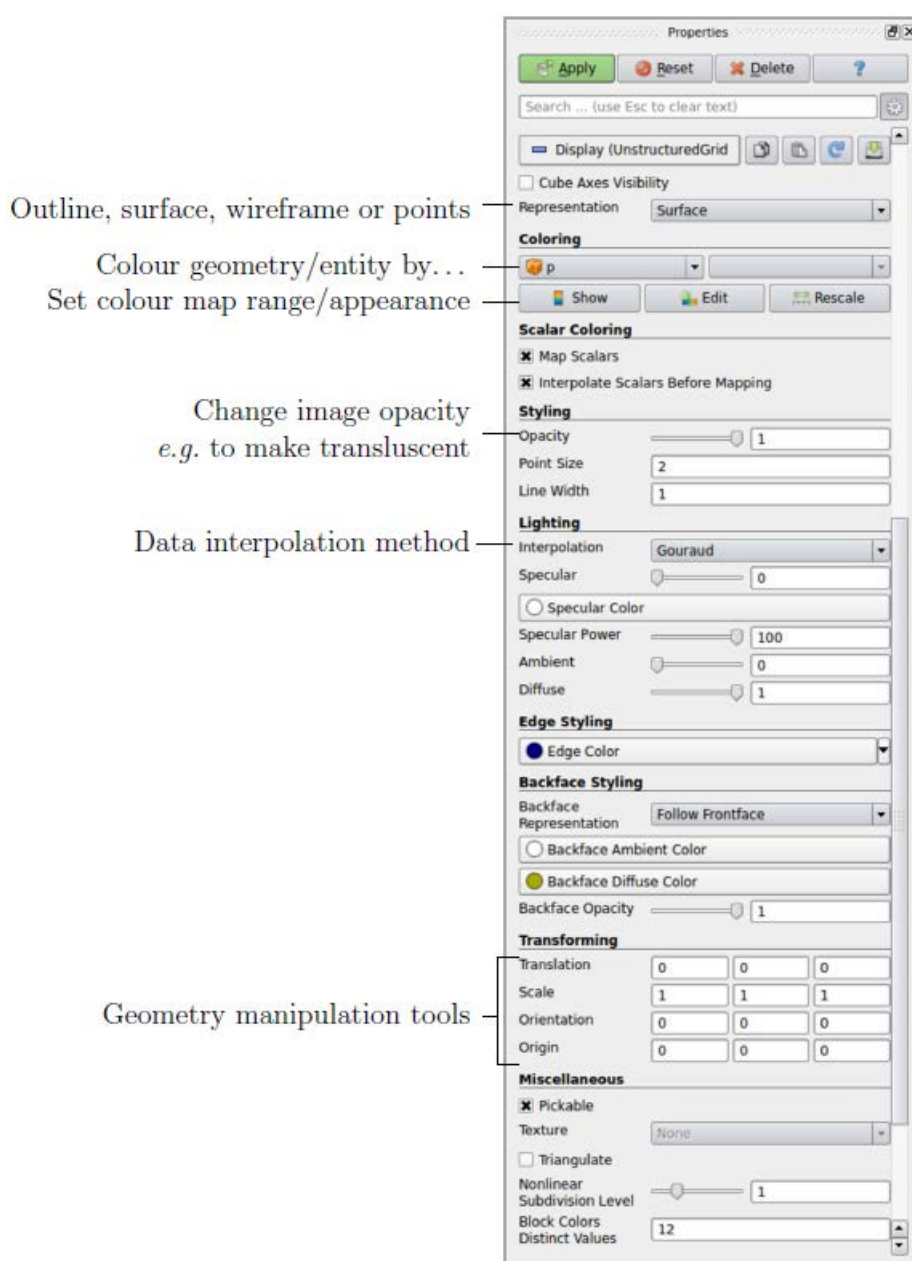 Properties
Apply Reset Delete ?
Search ... (use Esc to clear text)
Display (UnstructuredGrid
Cube Axes Visibility
Outline, surface, wireframe or points
Representation Surface
Coloring
Colour geometry/entity by...
p
Set colour map range/appearance
Show Edit Rescale
Scalar Coloring
Map Scalars
Interpolate Scalars Before Mapping
Styling
Change image opacity
e.g. to make transluscent
Opacity 1
Point Size 2
Line Width 1
Lighting
Data interpolation method
Interpolation Gouraud
Specular 0
Specular Color
Specular Power 100
Ambient 0
Diffuse 1
Edge Styling
Edge Color
Backface Styling
Backface
Representation Follow Frontface
Backface Ambient Color
Backface Diffuse Color
Backface Opacity 1
Transforming
Geometry manipulation tools
Translation 0 0 0
Scale 1 1 1
Orientation 0 0 0
Origin 0 0 0
Miscellaneous
Pickable
Texture None
Triangulate
Nonlinear
Subdivision Level 1
Block Colors
Distinct Values 12